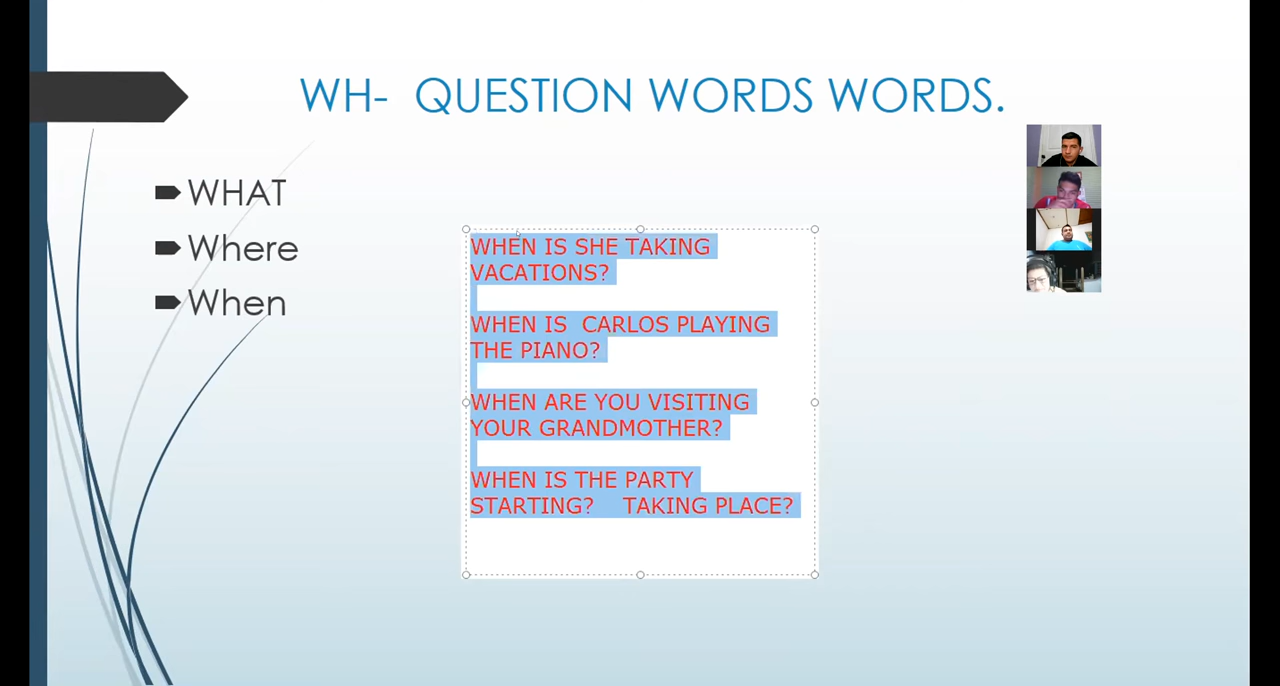 WH- QUESTION WORDS WORDS.
WHAT
Where
When
WHEN IS SHE TAKING
VACATIONS?
WHEN IS CARLOS PLAYING
THE PIANO?
WHEN ARE YOU VISITING
YOUR GRANDMOTHER?
WHEN IS THE PARTY
STARTING? TAKING PLACE?